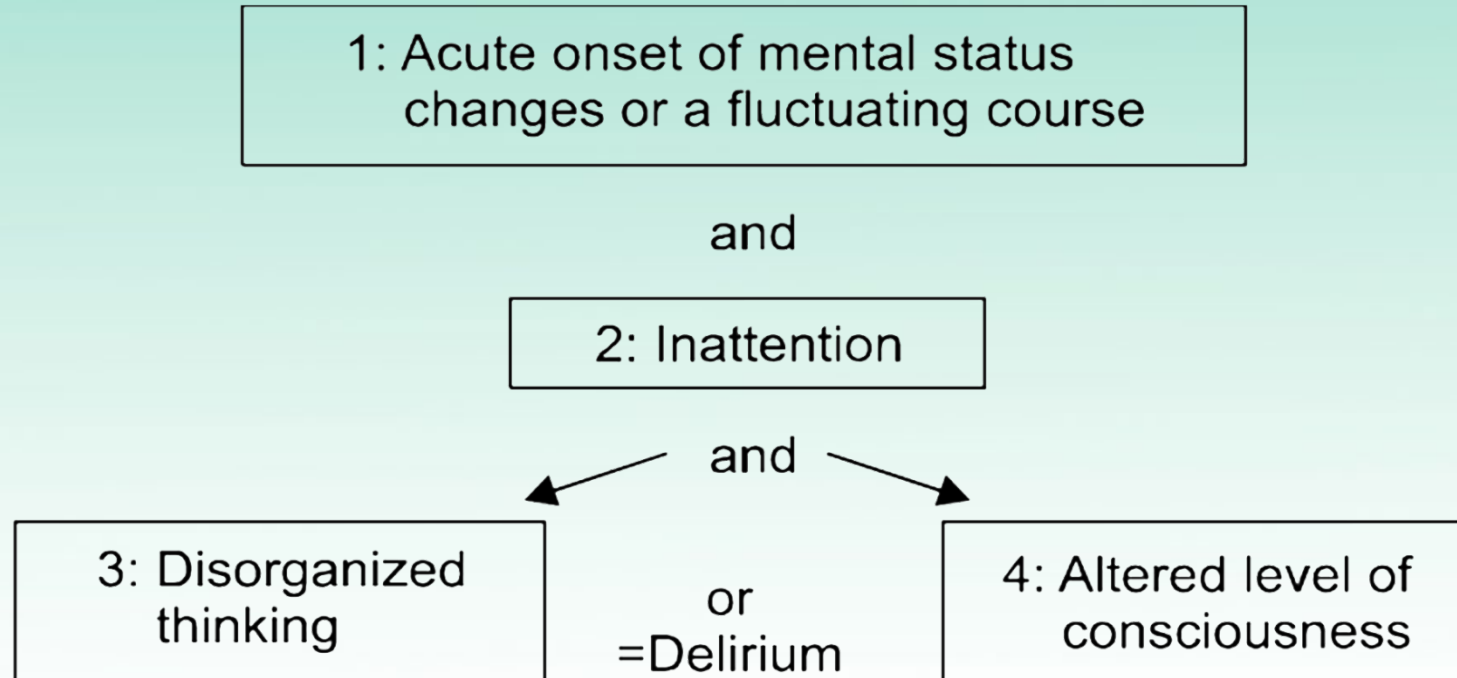 1: Acute onset of mental status
changes or a fluctuating course
and
2: Inattention
and
3: Disorganized
thinking
or
=Delirium
4: Altered level of
consciousness